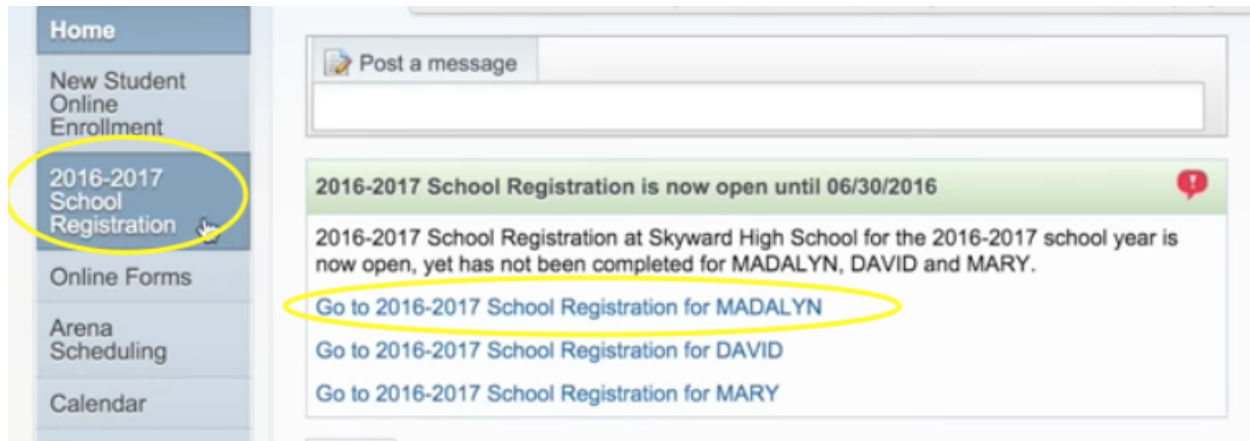 Home
New Student
Online
Enrollment
2016-2017
School
Registration
Online Forms
Arena
Scheduling
Calendar
Post a message
2016-2017 School Registration is now open until 06/30/2016
2016-2017 School Registration at Skyward High School for the 2016-2017 school year is
now open, yet has not been completed for MADALYN, DAVID and MARY.
Go to 2016-2017 School Registration for MADALYN
Go to 2016-2017 School Registration for DAVID
Go to 2016-2017 School Registration for MARY